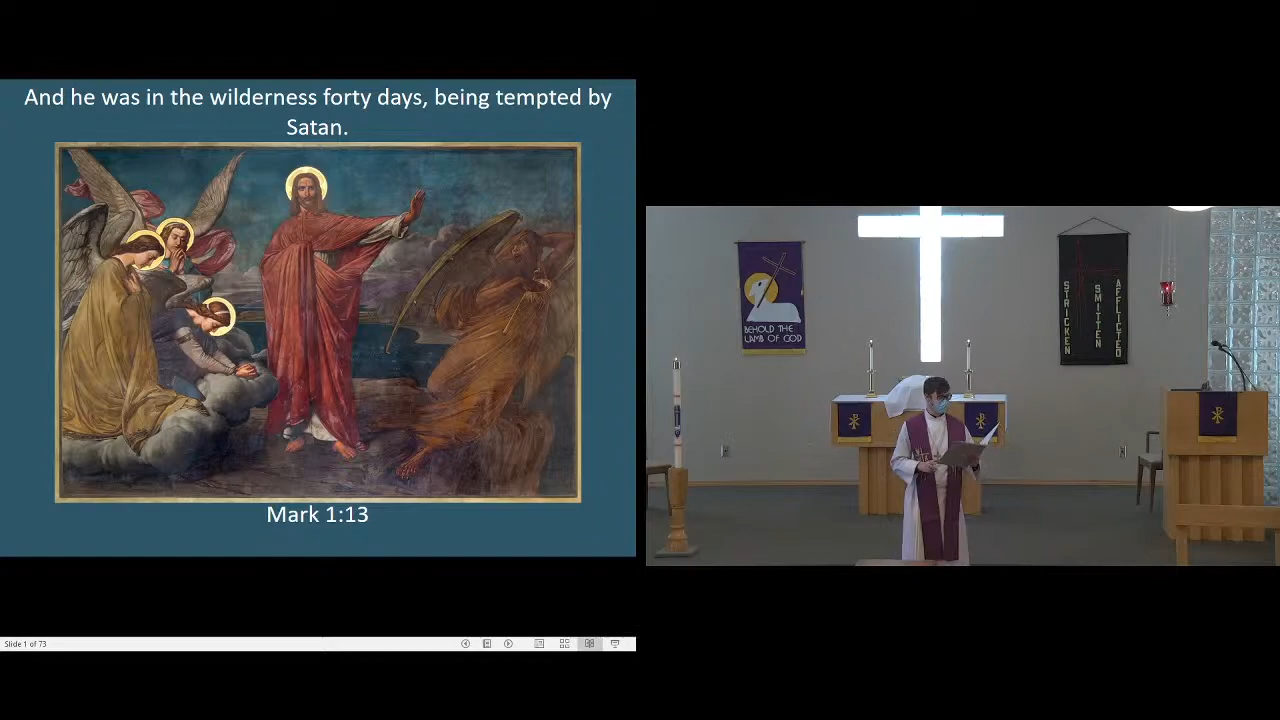 And he was in the wilderness forty days, being tempted by
Satan.
Mark 1:13
Slide 1 of 73
BEHOLD THE
LAMB OF GOD
STRICKEN
SMITTEN
AFFLICTED